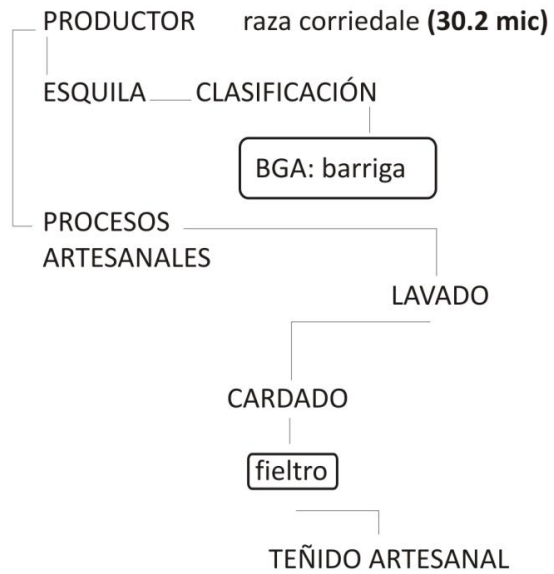 PRODUCTOR raza corriedale (30.2 mic)
ESQUILA CLASIFICACIÓN
BGA: barriga
PROCESOS
ARTESANALES
LAVADO
CARDADO
fieltro
TEÑIDO ARTESANAL